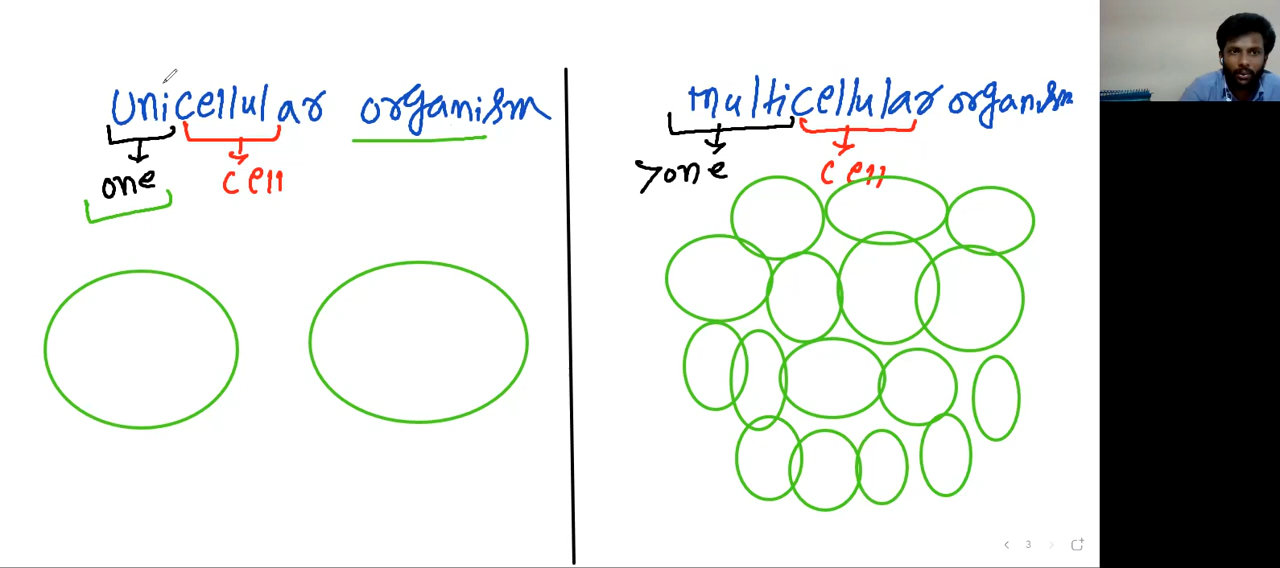 Unicellular organism
one cell
multicellular organism
>one cell
3